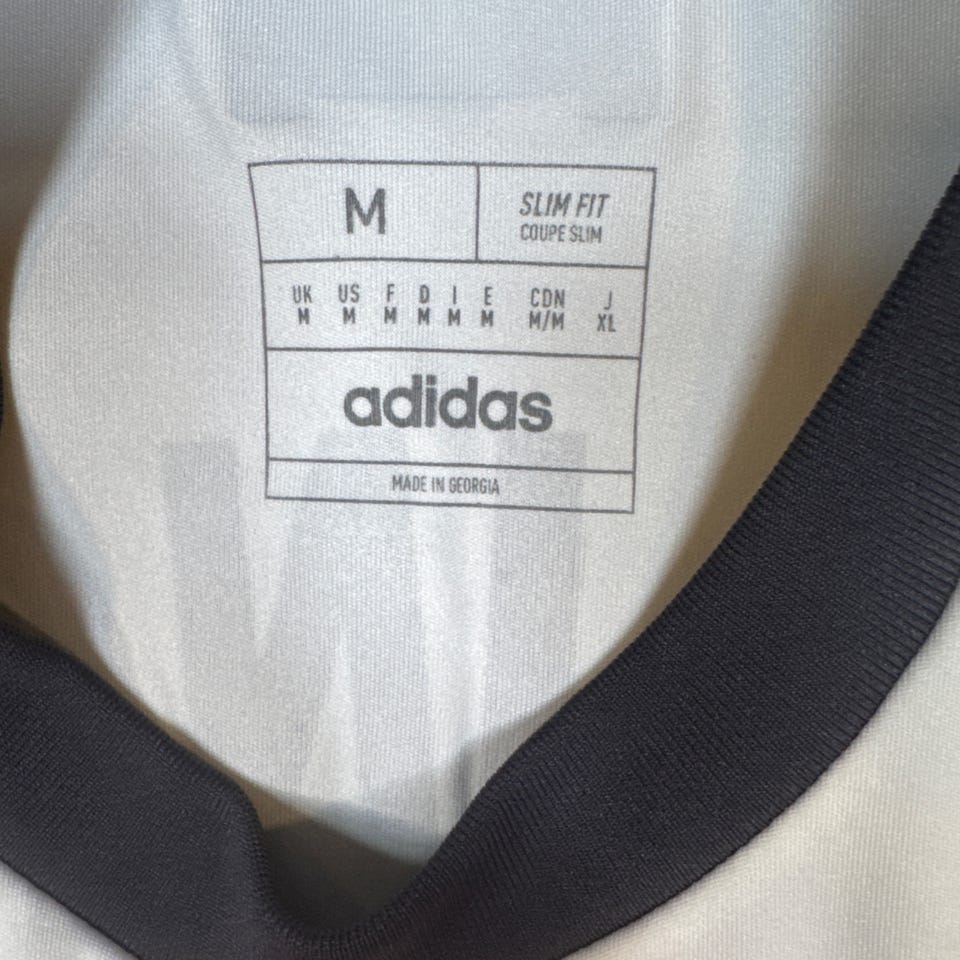 M
SLIM FIT
COUPE SLIM
UK US F D I E CDN J
M M M M M M M/M XL
adidas
MADE IN GEORGIA